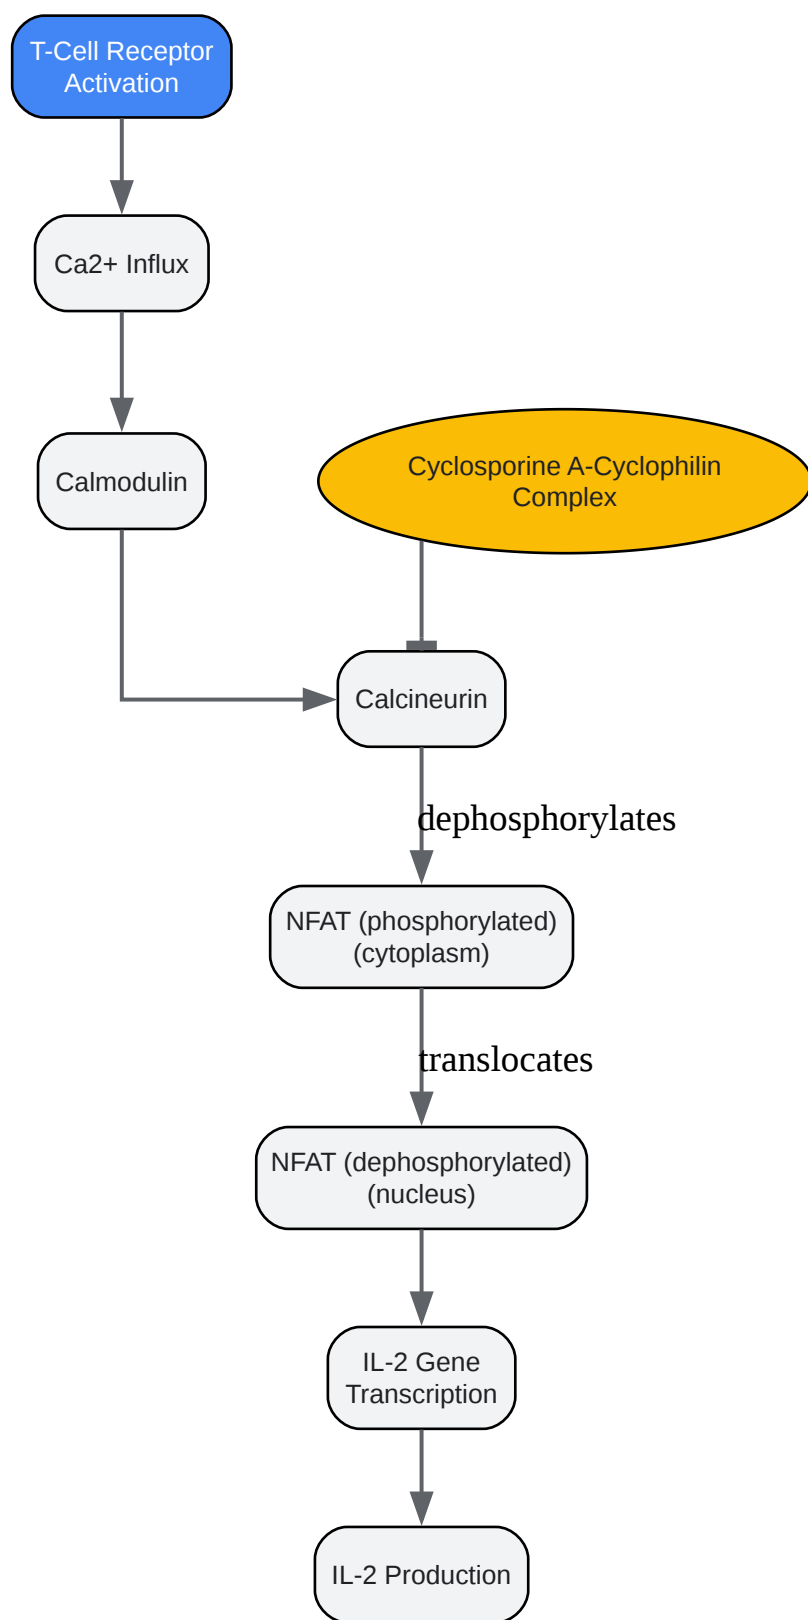 T-Cell Receptor
Activation
Ca2+ Influx
Calmodulin
Cyclosporine A-Cyclophilin
Complex
Calcineurin
dephosphorylates
NFAT (phosphorylated)
(cytoplasm)
translocates
NFAT (dephosphorylated)
(nucleus)
IL-2 Gene
Transcription
IL-2 Production